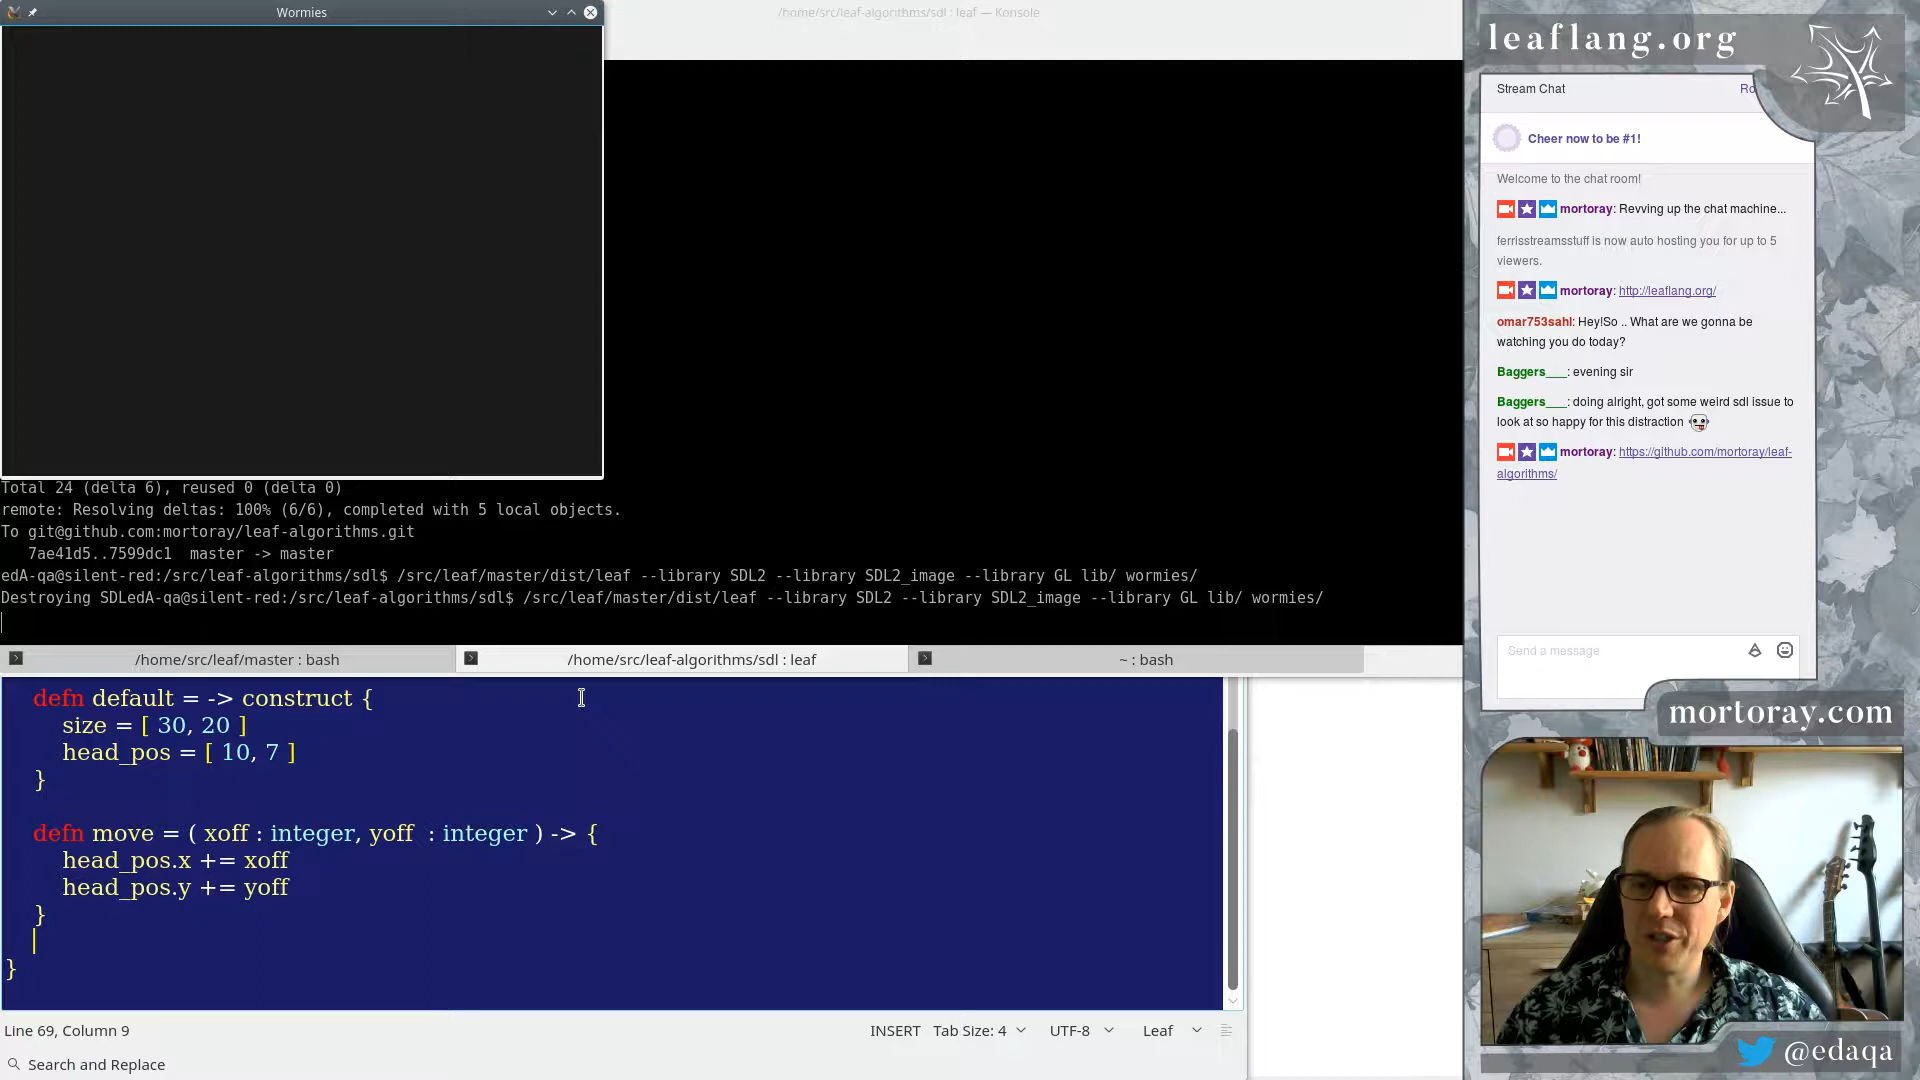 Wormies
/home/src/leaf-algorithms/sdl : leaf — Konsole
Total 24 (delta 6), reused 0 (delta 0)
remote: Resolving deltas: 100% (6/6), completed with 5 local objects.
To git@github.com:mortoray/leaf-algorithms.git
7ae41d5..7599dc1  master -> master
edA-qa@silent-red:/src/leaf-algorithms/sdl$ /src/leaf/master/dist/leaf --library SDL2 --library SDL2_image --library GL lib/ wormies/
Destroying SDLedA-qa@silent-red:/src/leaf-algorithms/sdl$ /src/leaf/master/dist/leaf --library SDL2 --library SDL2_image --library GL lib/ wormies/
/home/src/leaf/master : bash
/home/src/leaf-algorithms/sdl : leaf
~ : bash
defn default = -> construct {
size = [ 30, 20 ]
head_pos = [ 10, 7 ]
}
defn move = ( xoff : integer, yoff  : integer ) -> {
head_pos.x += xoff
head_pos.y += yoff
}
}
Line 69, Column 9
INSERT
Tab Size: 4
UTF-8
Leaf
Search and Replace
leaflang.org
Stream Chat
Ro
Cheer now to be #1!
Welcome to the chat room!
mortoray: Revving up the chat machine...
ferrisstreamsstuff is now auto hosting you for up to 5
viewers.
mortoray: http://leaflang.org/
omar753sahl: Hey!So .. What are we gonna be
watching you do today?
Baggers___: evening sir
Baggers___: doing alright, got some weird sdl issue to
look at so happy for this distraction
mortoray: https://github.com/mortoray/leaf-
algorithms/
Send a message
mortoray.com
@edaqa